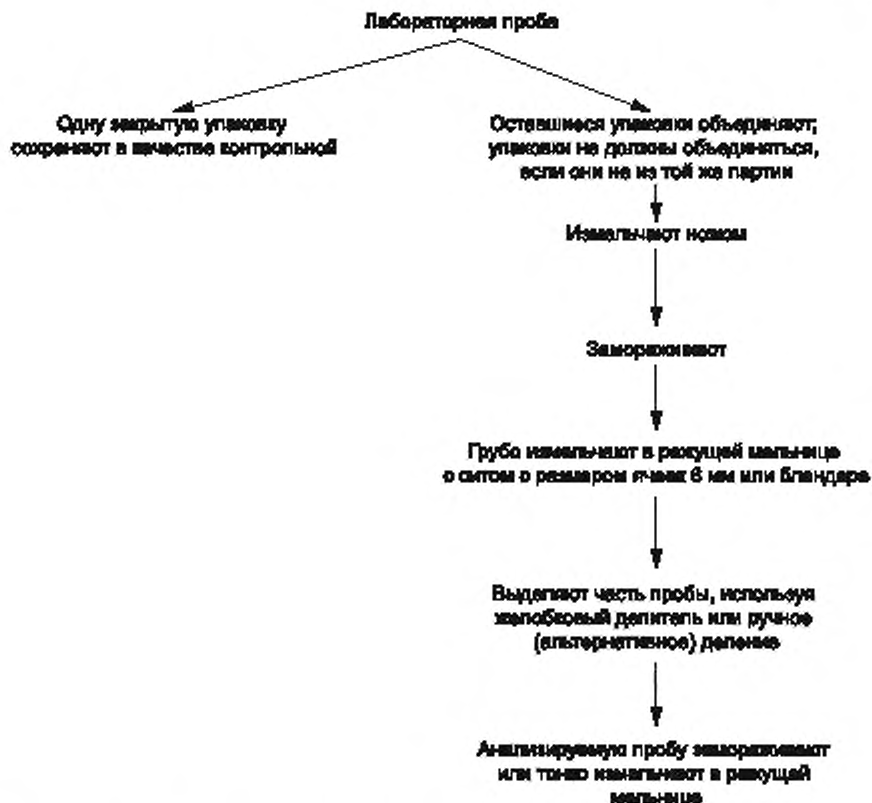 Лабораторная проба
Одну закрытую упаковку
сохраняют в качестве контрольной
Оставшиеся упаковки объединяют;
упаковки не должны объединяться,
если они не из той же партии
Измельчают ножом
Замораживают
Грубо измельчают в режущей мельнице
с ситом с размером ячеек 6 мм или блендере
Выделяют часть пробы, используя
желобковый делитель или ручное
(альтернативное) деление
Анализируемую пробу замораживают
или тонко измельчают в режущей
мельнице